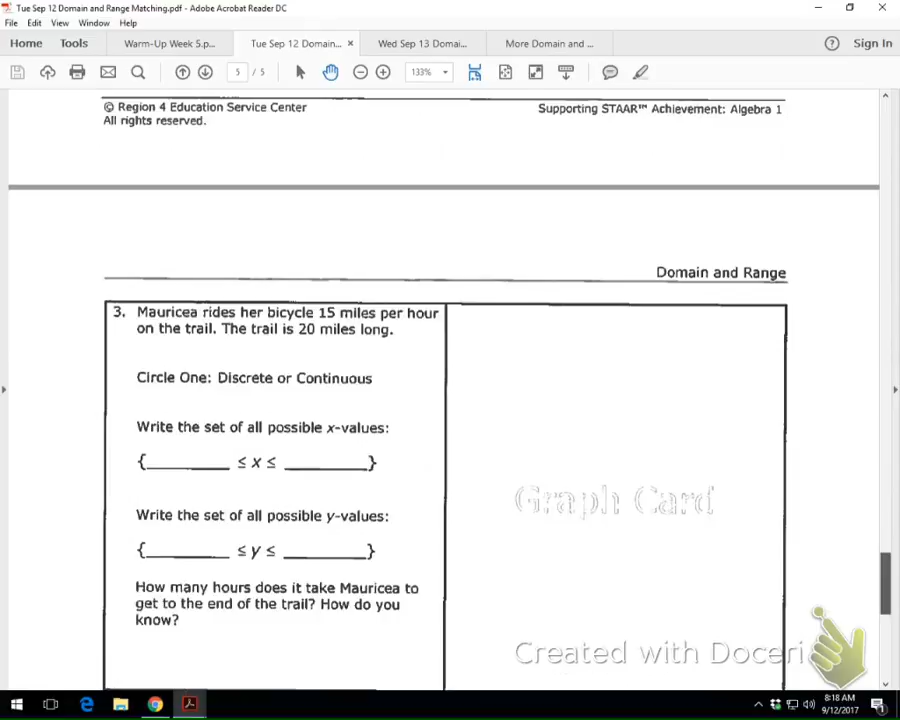 Tue Sep 12 Domain and Range Matching.pdf - Adobe Acrobat Reader DC
File Edit View Window Help
Home Tools Warm-Up Week 5.p... Tue Sep 12 Domain... × Wed Sep 13 Domai... More Domain and ... Sign In
5 / 5 133%
© Region 4 Education Service Center Supporting STAAR™ Achievement: Algebra 1
All rights reserved.
Domain and Range
3. Mauricea rides her bicycle 15 miles per hour
on the trail. The trail is 20 miles long.
Circle One: Discrete or Continuous
Write the set of all possible x-values:
{_________ ≤ x ≤ _________}
Write the set of all possible y-values:
{_________ ≤ y ≤ _________}
How many hours does it take Mauricea to
get to the end of the trail? How do you
know?
Graph Card
Created with Doceri
8:18 AM
9/12/2017